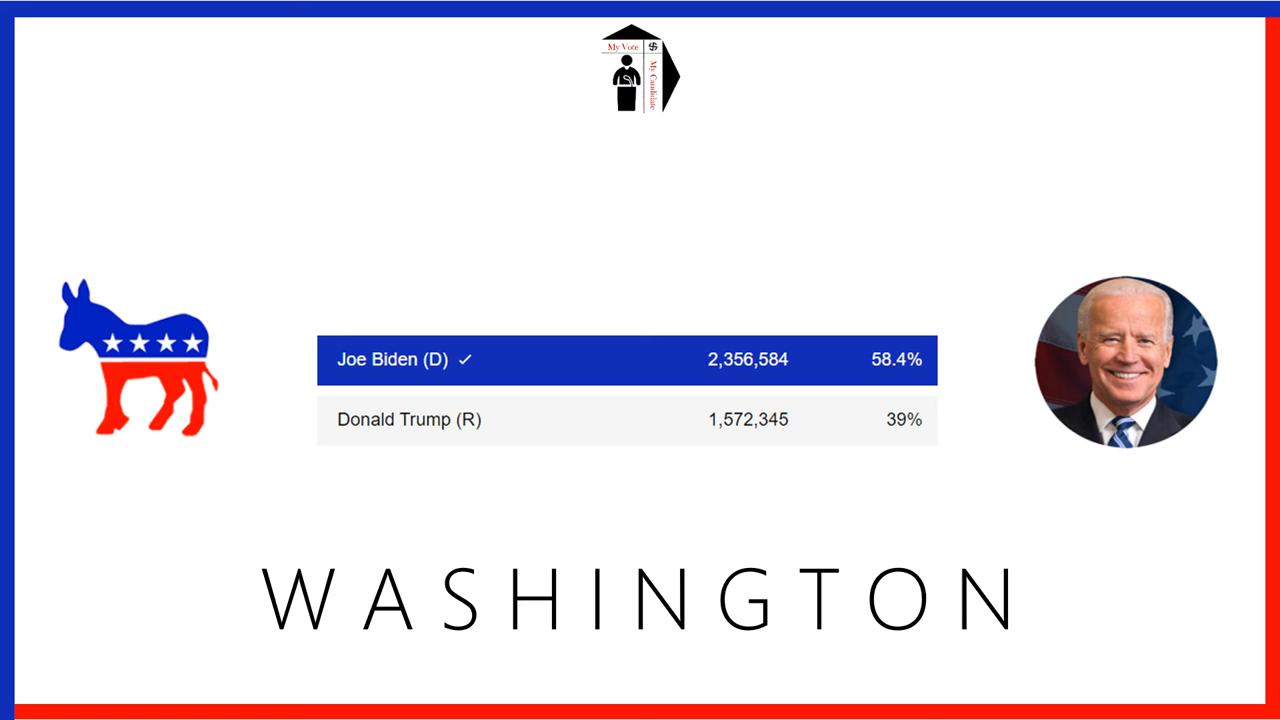 My Vote
My Candidate
Joe Biden (D) ✓ 2,356,584 58.4%
Donald Trump (R) 1,572,345 39%
WASHINGTON